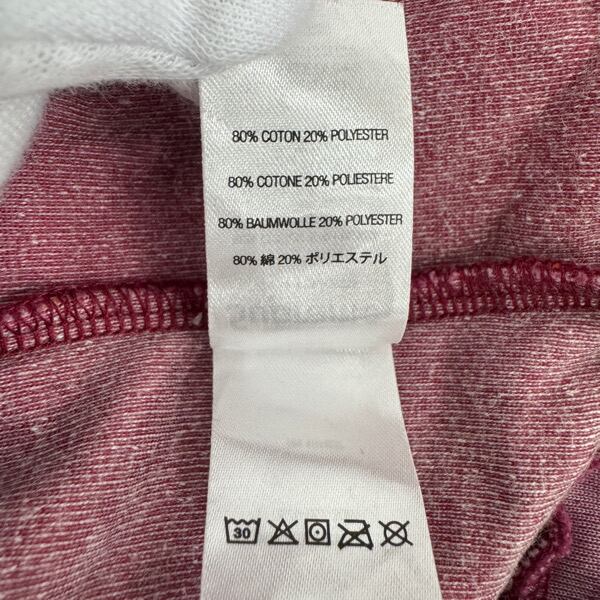 80% COTON 20% POLYESTER
80% COTONE 20% POLIESTERE
80% BAUMWOLLE 20% POLYESTER
80% 綿 20% ポリエステル
30